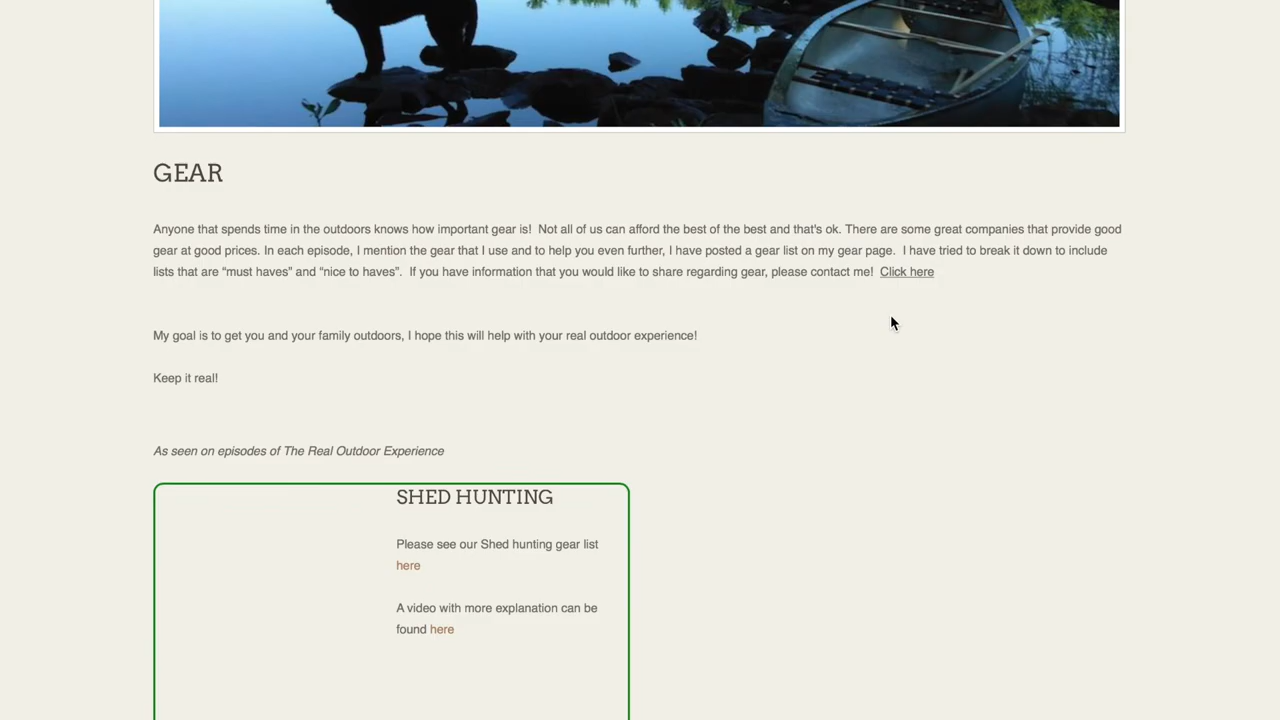 GEAR
Anyone that spends time in the outdoors knows how important gear is!  Not all of us can afford the best of the best and that's ok. There are some great companies that provide good
gear at good prices. In each episode, I mention the gear that I use and to help you even further, I have posted a gear list on my gear page.  I have tried to break it down to include
lists that are “must haves” and “nice to haves”.  If you have information that you would like to share regarding gear, please contact me!  Click here
My goal is to get you and your family outdoors, I hope this will help with your real outdoor experience!
Keep it real!
As seen on episodes of The Real Outdoor Experience
SHED HUNTING
Please see our Shed hunting gear list
here
A video with more explanation can be
found here